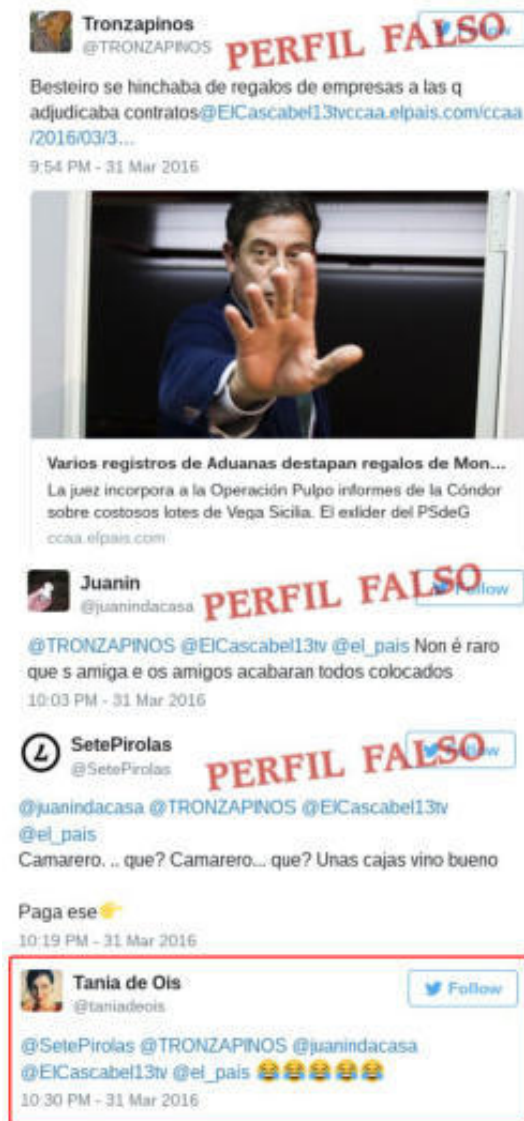 Tronzapinos
@TRONZAPINOS
PERFIL FALSO
Follow
Besteiro se hinchaba de regalos de empresas a las q
adjudicaba contratos@ElCascabel13tvccaa.elpais.com/ccaa
/2016/03/3...
9:54 PM - 31 Mar 2016
Varios registros de Aduanas destapan regalos de Mon...
La juez incorpora a la Operación Pulpo informes de la Cóndor
sobre costosos lotes de Vega Sicilia. El exlider del PSdeG
ccaa.elpais.com
Juanin
@juanindacasa
PERFIL FALSO
Follow
@TRONZAPINOS @ElCascabel13tv @el_pais Non é raro
que s amiga e os amigos acabaran todos colocados
10:03 PM - 31 Mar 2016
SetePirolas
@SetePirolas
PERFIL FALSO
Follow
@juanindacasa @TRONZAPINOS @ElCascabel13tv
@el_pais
Camarero. .. que? Camarero... que? Unas cajas vino bueno
Paga ese👉
10:19 PM - 31 Mar 2016
Tania de Ois
@taniadeois
Follow
@SetePirolas @TRONZAPINOS @juanindacasa
@ElCascabel13tv @el_pais 😂😂😂😂😂
10:30 PM - 31 Mar 2016